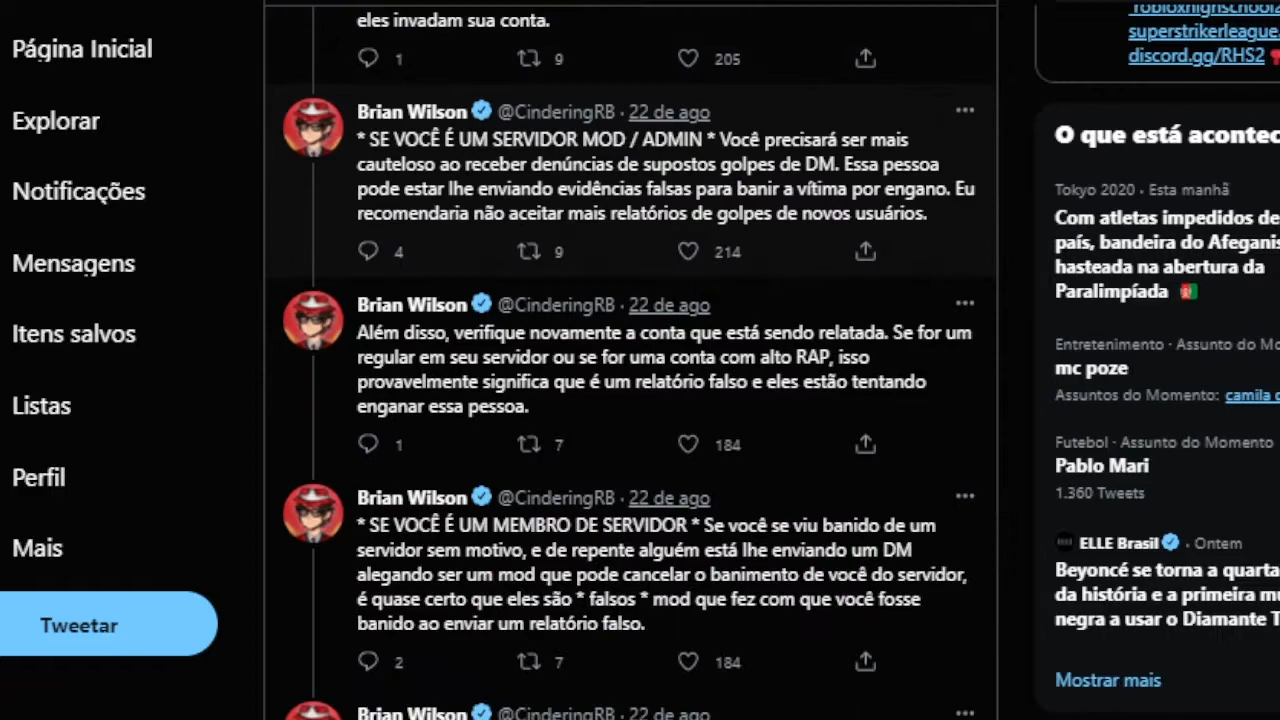 Página Inicial
Explorar
Notificações
Mensagens
Itens salvos
Listas
Perfil
Mais
Tweetar
eles invadam sua conta.
1 9 205
Brian Wilson @CinderingRB · 22 de ago
* SE VOCÊ É UM SERVIDOR MOD / ADMIN * Você precisará ser mais
cauteloso ao receber denúncias de supostos golpes de DM. Essa pessoa
pode estar lhe enviando evidências falsas para banir a vítima por engano. Eu
recomendaria não aceitar mais relatórios de golpes de novos usuários.
4 9 214
Brian Wilson @CinderingRB · 22 de ago
Além disso, verifique novamente a conta que está sendo relatada. Se for um
regular em seu servidor ou se for uma conta com alto RAP, isso
provavelmente significa que é um relatório falso e eles estão tentando
enganar essa pessoa.
1 7 184
Brian Wilson @CinderingRB · 22 de ago
* SE VOCÊ É UM MEMBRO DE SERVIDOR * Se você se viu banido de um
servidor sem motivo, e de repente alguém está lhe enviando um DM
alegando ser um mod que pode cancelar o banimento de você do servidor,
é quase certo que eles são * falsos * mod que fez com que você fosse
banido ao enviar um relatório falso.
2 7 184
Brian Wilson @CinderingRB · 22 de ago
robloxhighschool2
superstrikerleague.
discord.gg/RHS2
O que está acontec
Tokyo 2020 · Esta manhã
Com atletas impedidos de
país, bandeira do Afeganis
hasteada na abertura da
Paralimpíada
Entretenimento · Assunto do Mo
mc poze
Assuntos do Momento: camila c
Futebol · Assunto do Momento
Pablo Mari
1.360 Tweets
ELLE Brasil · Ontem
Beyoncé se torna a quarta
da história e a primeira mu
negra a usar o Diamante T
Mostrar mais